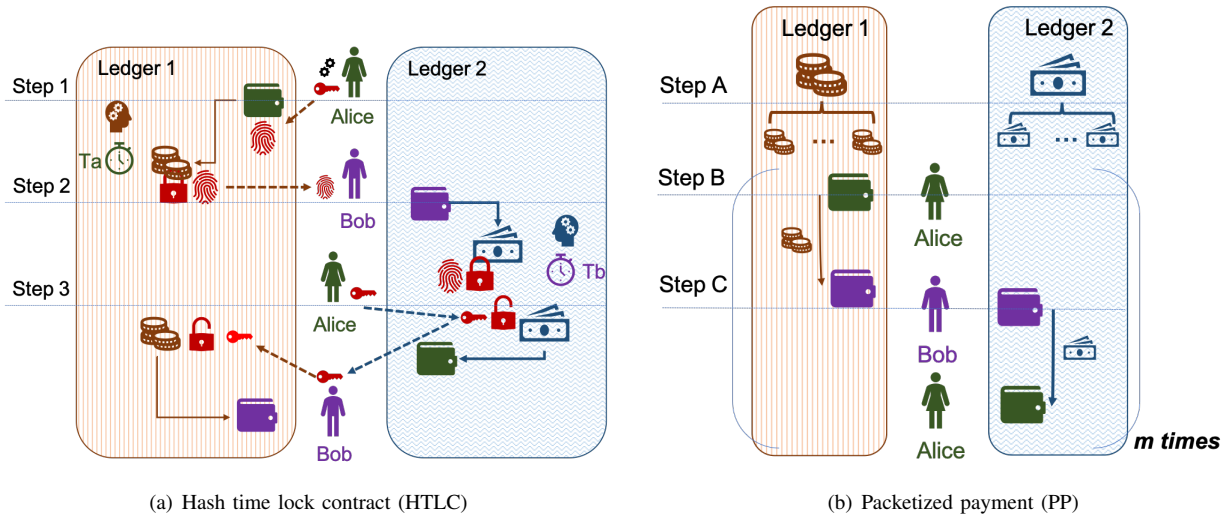 Ledger 1
Ledger 2
Step 1
Alice
Ta
Step 2
Bob
Tb
Step 3
Alice
Bob
(a) Hash time lock contract (HTLC)
Ledger 1
Ledger 2
Step A
...
...
Step B
Alice
Step C
Bob
Alice
m times
(b) Packetized payment (PP)